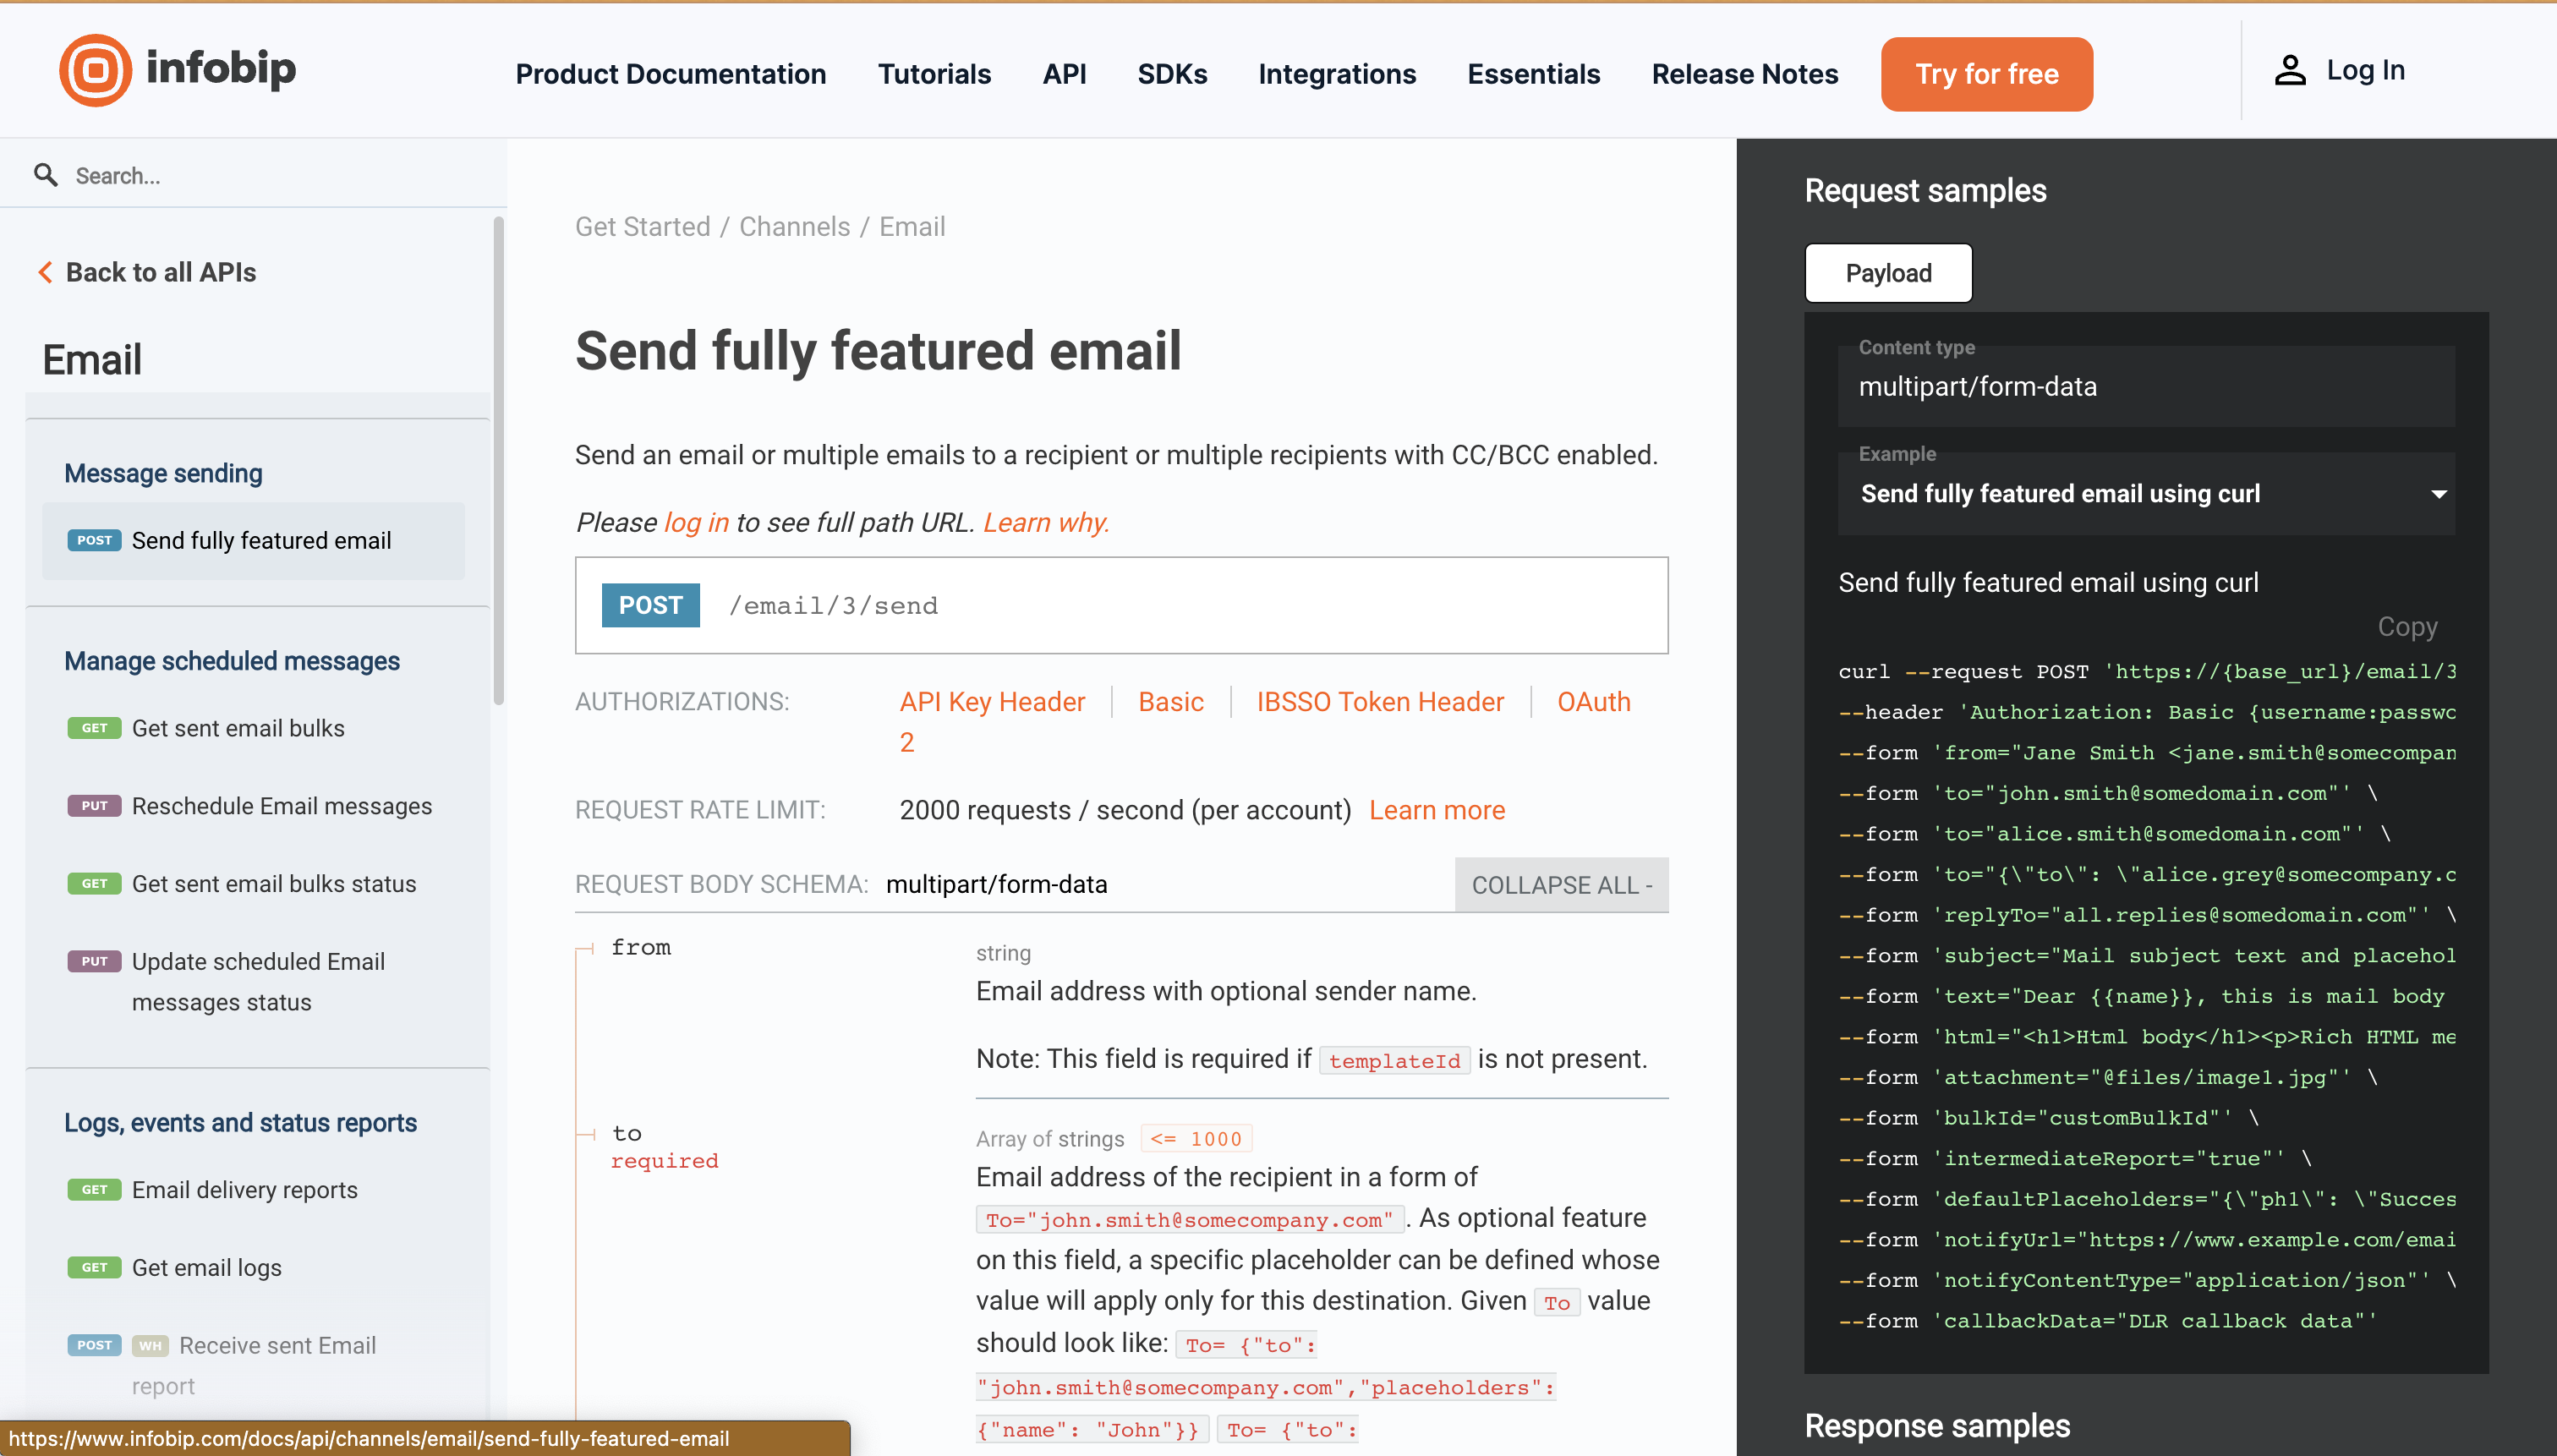 infobip
Product Documentation
Tutorials
API
SDKs
Integrations
Essentials
Release Notes
Try for free
Log In
Search...
Back to all APIs
Email
Message sending
POST Send fully featured email
Manage scheduled messages
GET Get sent email bulks
PUT Reschedule Email messages
GET Get sent email bulks status
PUT Update scheduled Email
messages status
Logs, events and status reports
GET Email delivery reports
GET Get email logs
POST WH Receive sent Email
report
https://www.infobip.com/docs/api/channels/email/send-fully-featured-email
Get Started / Channels / Email
Send fully featured email
Send an email or multiple emails to a recipient or multiple recipients with CC/BCC enabled.
Please log in to see full path URL. Learn why.
POST /email/3/send
AUTHORIZATIONS: API Key Header | Basic | IBSSO Token Header | OAuth
2
REQUEST RATE LIMIT: 2000 requests / second (per account) Learn more
REQUEST BODY SCHEMA: multipart/form-data COLLAPSE ALL -
from
string
Email address with optional sender name.
Note: This field is required if templateId is not present.
to
required
Array of strings <= 1000
Email address of the recipient in a form of
To="john.smith@somecompany.com" . As optional feature
on this field, a specific placeholder can be defined whose
value will apply only for this destination. Given To value
should look like: To= {"to":
"john.smith@somecompany.com","placeholders":
{"name": "John"}} To= {"to":
Request samples
Payload
Content type
multipart/form-data
Example
Send fully featured email using curl
Send fully featured email using curl
Copy
curl --request POST 'https://{base_url}/email/3
--header 'Authorization: Basic {username:passwo
--form 'from="Jane Smith <jane.smith@somecompan
--form 'to="john.smith@somedomain.com"' \
--form 'to="alice.smith@somedomain.com"' \
--form 'to="{\"to\": \"alice.grey@somecompany.c
--form 'replyTo="all.replies@somedomain.com"' \
--form 'subject="Mail subject text and placehol
--form 'text="Dear {{name}}, this is mail body
--form 'html="<h1>Html body</h1><p>Rich HTML me
--form 'attachment="@files/image1.jpg"' \
--form 'bulkId="customBulkId"' \
--form 'intermediateReport="true"' \
--form 'defaultPlaceholders="{\"ph1\": \"Succes
--form 'notifyUrl="https://www.example.com/emai
--form 'notifyContentType="application/json"' \
--form 'callbackData="DLR callback data"'
Response samples